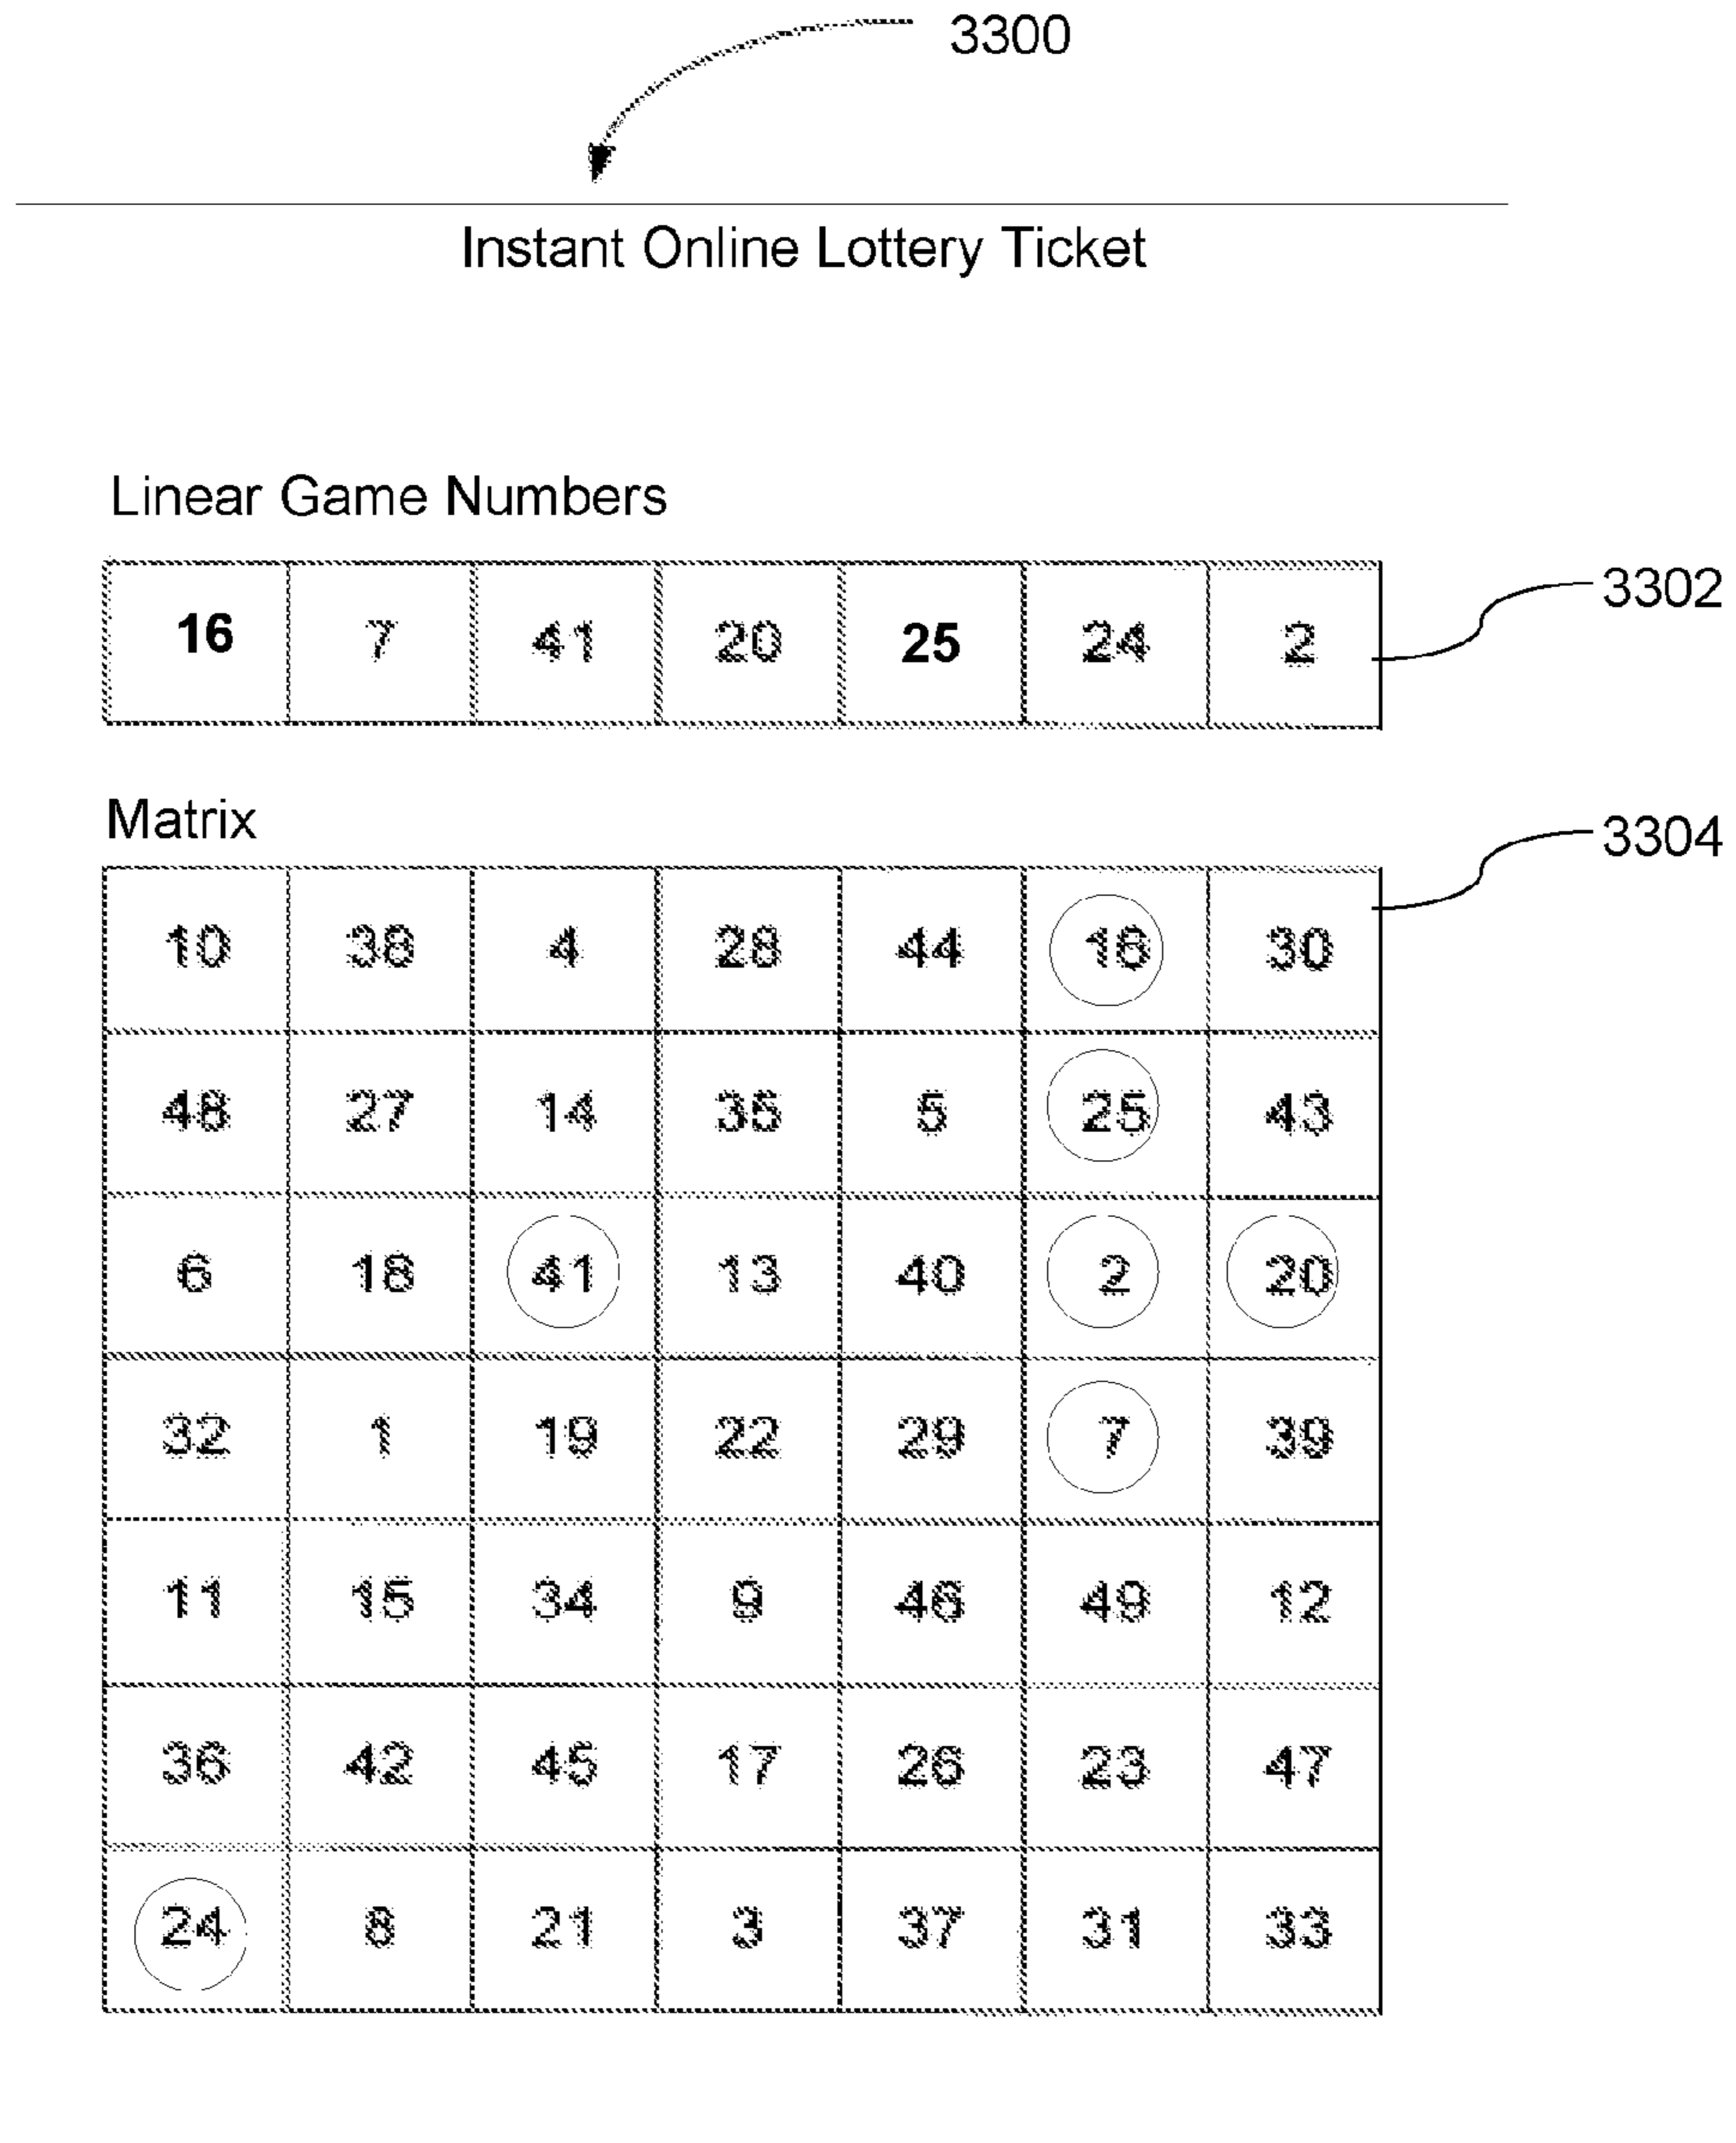 3300
Instant Online Lottery Ticket
Linear Game Numbers
16 7 41 20 25 24 2
3302
Matrix
3304
10 38 4 28 44 16 30
48 27 14 35 5 25 43
6 18 41 13 40 2 20
32 1 19 22 29 7 39
11 15 34 9 46 49 12
36 42 45 17 26 23 47
24 8 21 3 37 31 33